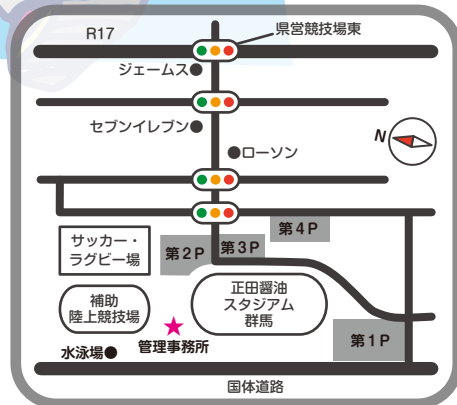 R17
県営競技場東
ジェームス
セブンイレブン
N
ローソン
第4P
サッカー・
ラグビー場
第2P
第3P
補助
陸上競技場
正田醤油
スタジアム
群馬
管理事務所
水泳場
第1P
国体道路